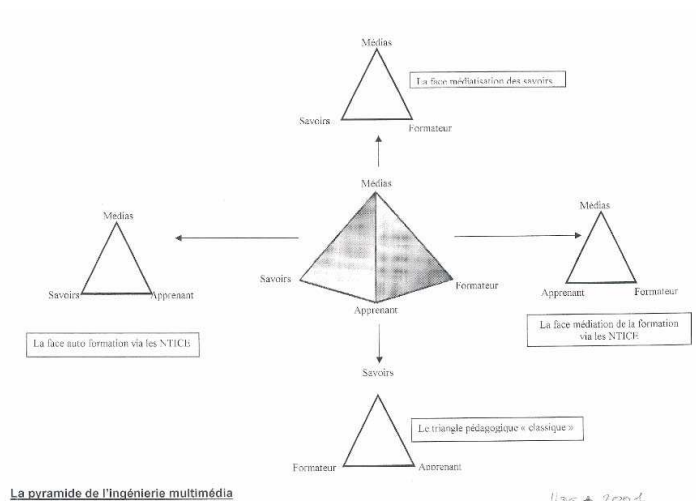 Médias
La face médiatisation des savoirs
Savoirs
Formateur
Médias
Médias
Médias
Savoirs
Formateur
Apprenant
Savoirs
Apprenant
Apprenant
Formateur
La face auto formation via les NTICE
La face médiation de la formation
via les NTICE
Savoirs
Le triangle pédagogique « classique »
Formateur
Apprenant
La pyramide de l'ingénierie multimédia
2001